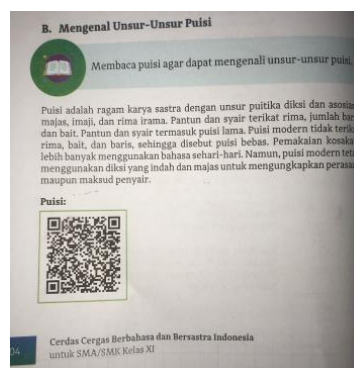 B. Mengenal Unsur-Unsur Puisi
Membaca puisi agar dapat mengenali unsur-unsur puisi
Puisi adalah ragam karya sastra dengan unsur puitika diksi dan asosia
majas, imaji, dan rima irama. Pantun dan syair terikat rima, jumlah bar
dan bait. Pantun dan syair termasuk puisi lama. Puisi modern tidak terik
rima, bait, dan baris, sehingga disebut puisi bebas. Pemakaian kosaka
lebih banyak menggunakan bahasa sehari-hari. Namun, puisi modern tet
menggunakan diksi yang indah dan majas untuk mengungkapkan perasa
maupun maksud penyair.
Puisi:
04
Cerdas Cergas Berbahasa dan Bersastra Indonesia
untuk SMA/SMK Kelas XI